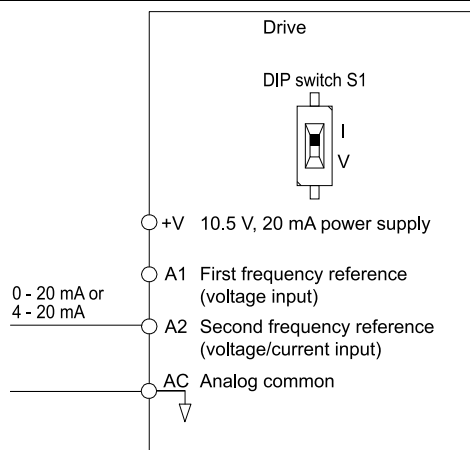 Drive
DIP switch S1
I
V
+V 10.5 V, 20 mA power supply
A1 First frequency reference
(voltage input)
0 - 20 mA or
4 - 20 mA
A2 Second frequency reference
(voltage/current input)
AC Analog common